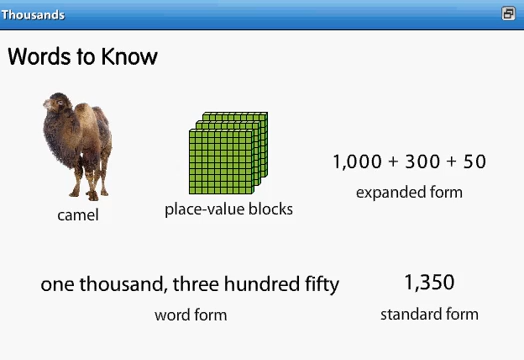 Thousands
Words to Know
camel
place-value blocks
1,000 + 300 + 50
expanded form
one thousand, three hundred fifty
word form
1,350
standard form